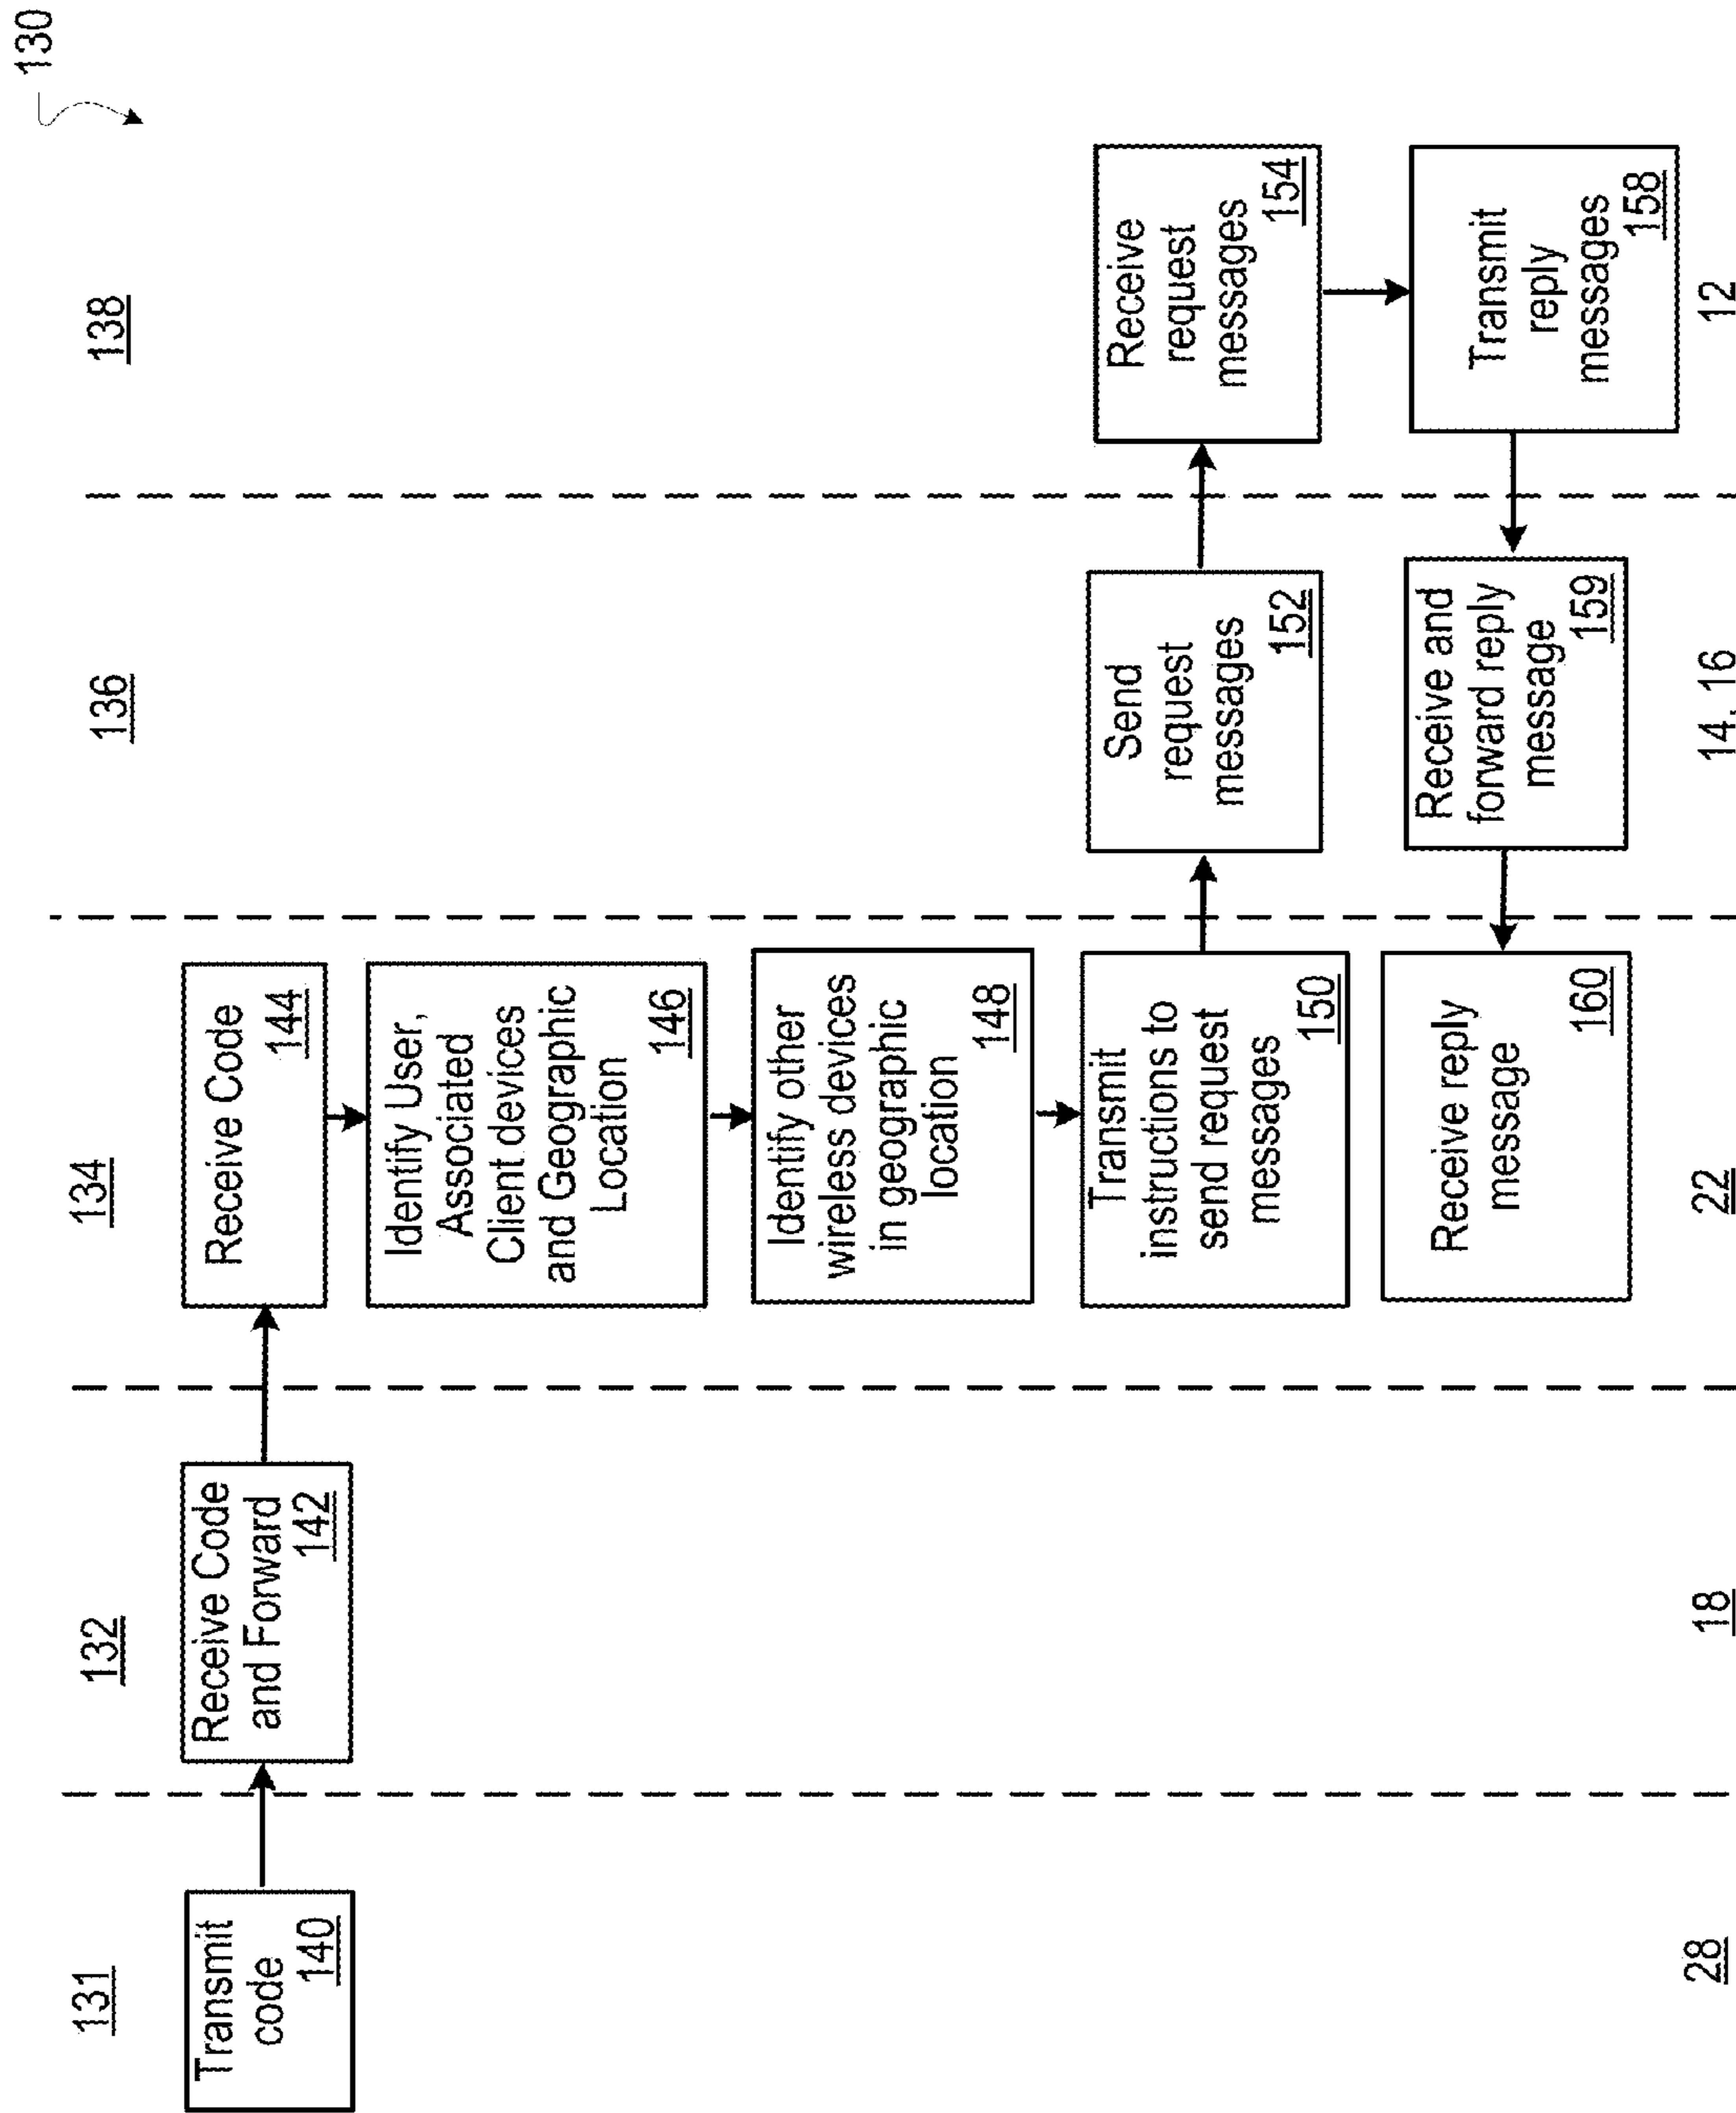 130
131
132
134
136
138
Transmit
code
140
Receive Code
and Forward
142
Receive Code
144
Identify User,
Associated
Client devices
and Geographic
Location
146
Identify other
wireless devices
in geographic
location
148
Transmit
instructions to
send request
messages
150
Send
request
messages
152
Receive
request
messages
154
Transmit
reply
messages
158
Receive and
forward reply
message
159
Receive reply
message
160
28
18
22
14, 16
12